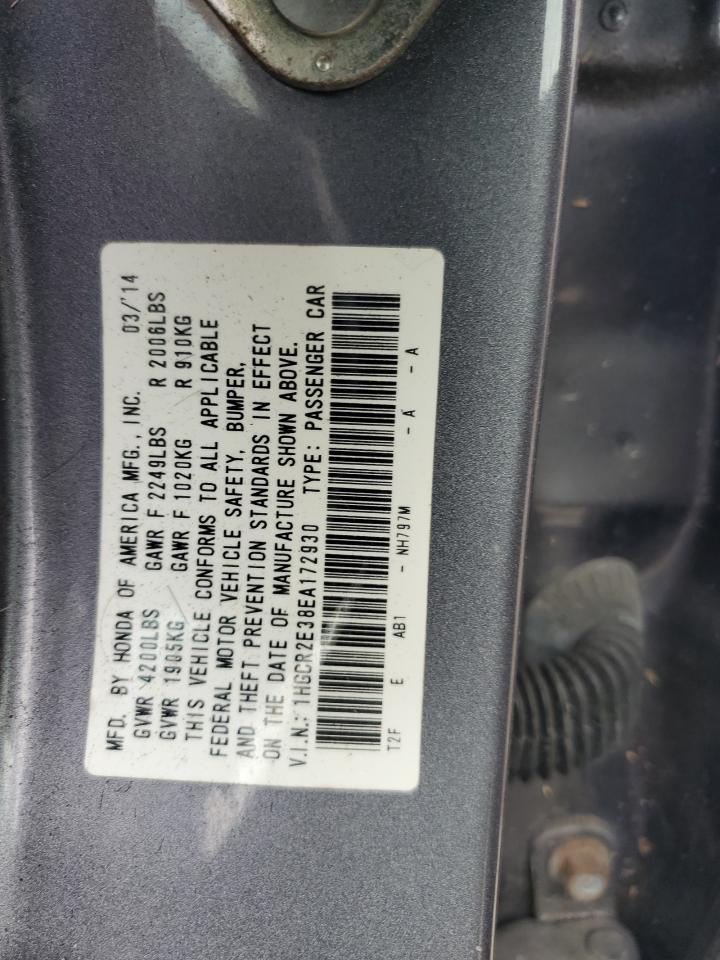 MFD. BY HONDA OF AMERICA MFG., INC. 03/'14
GVWR 4200LBS GAWR F 2249LBS R 2006LBS
GVWR 1905KG GAWR F 1020KG R 910KG
THIS VEHICLE CONFORMS TO ALL APPLICABLE
FEDERAL MOTOR VEHICLE SAFETY, BUMPER,
AND THEFT PREVENTION STANDARDS IN EFFECT
ON THE DATE OF MANUFACTURE SHOWN ABOVE.
V.I.N.: 1HGCR2E38EA172930 TYPE: PASSENGER CAR
T2F E AB1 - NH797M - A - A